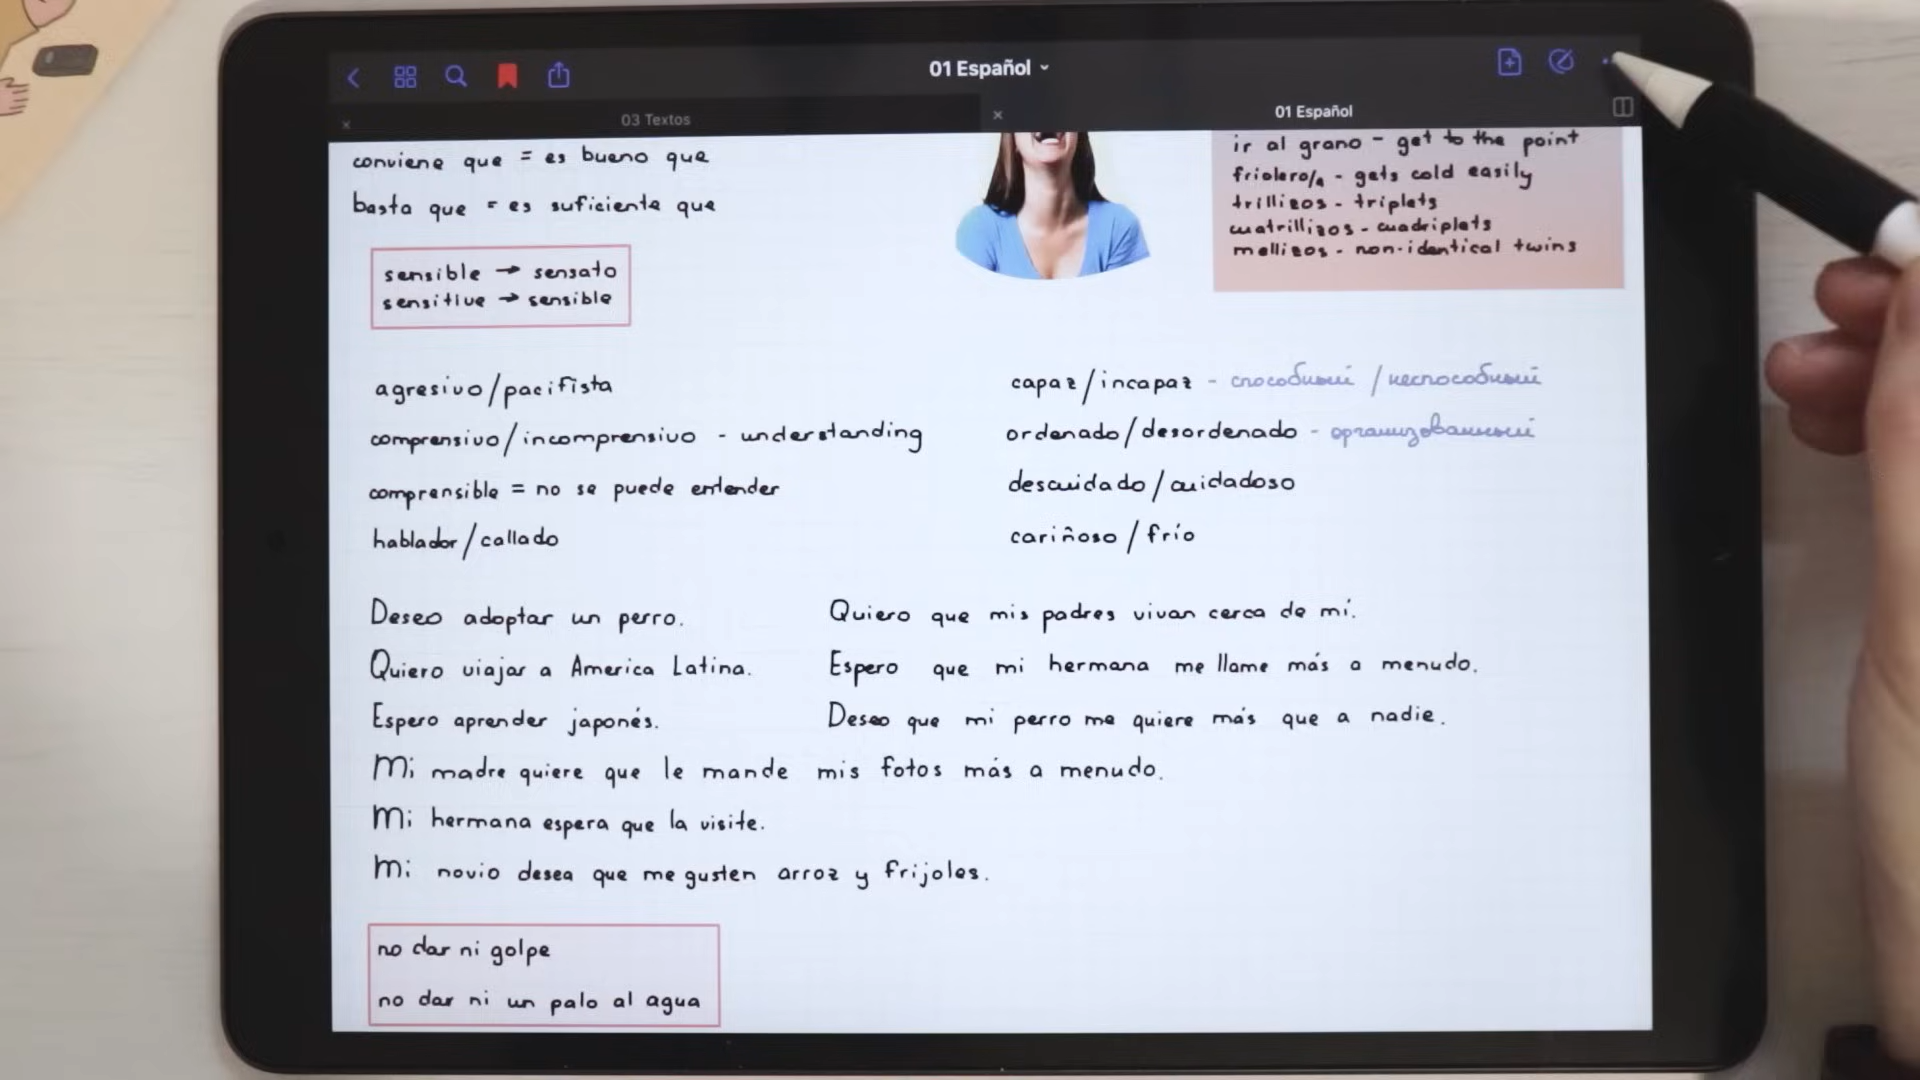 01 Español
03 Textos
01 Español
conviene que = es bueno que
basta que = es suficiente que
sensible → sensato
sensitive → sensible
ir al grano - get to the point
friolero/a - gets cold easily
trillizos - triplets
cuatrillizos - cuadriplets
mellizos - non-identical twins
agresivo/pacifista
comprensivo/incomprensivo - understanding
comprensible = no se puede entender
hablador/callado
capaz/incapaz - способный /неспособный
ordenado/desordenado - организованный
descuidado/cuidadoso
cariñoso/frío
Deseo adoptar un perro.
Quiero viajar a America Latina.
Espero aprender japonés.
Quiero que mis padres vivan cerca de mí.
Espero que mi hermana me llame más a menudo.
Deseo que mi perro me quiere más que a nadie.
Mi madre quiere que le mande mis fotos más a menudo.
Mi hermana espera que la visite.
Mi novio desea que me gusten arroz y frijoles.
no dar ni golpe
no dar ni un palo al agua